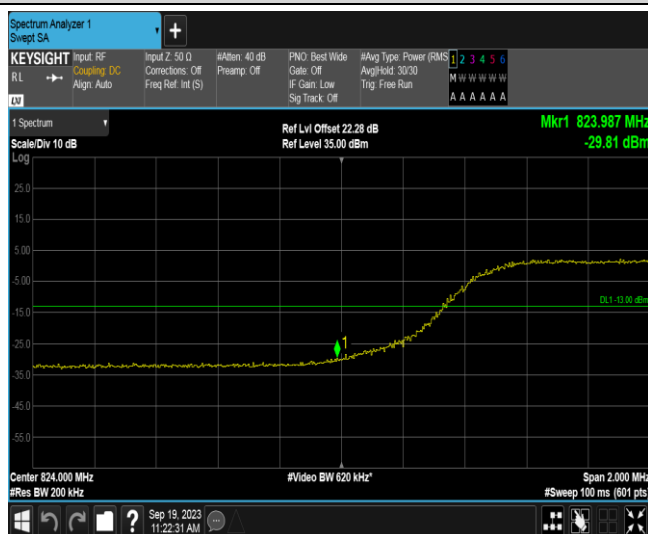 Spectrum Analyzer 1
Swept SA
+
KEYSIGHT
RL
LXI
Input: RF
Coupling: DC
Align: Auto
Input Z: 50 Ω
Corrections: Off
Freq Ref: Int (S)
#Atten: 40 dB
Preamp: Off
PNO: Best Wide
Gate: Off
IF Gain: Low
Sig Track: Off
#Avg Type: Power (RMS
Avg|Hold: 30/30
Trig: Free Run
1 2 3 4 5 6
M W W W W W
A A A A A A
1 Spectrum
Scale/Div 10 dB
Ref Lvl Offset 22.28 dB
Ref Level 35.00 dBm
Mkr1 823.987 MHz
-29.81 dBm
Log
25.0
15.0
5.00
-5.00
DL1 -13.00 dBm
-15.0
-25.0
1
-35.0
-45.0
-55.0
Center 824.000 MHz
#Res BW 200 kHz
#Video BW 620 kHz*
Span 2.000 MHz
#Sweep 100 ms (601 pts)
?
Sep 19, 2023
11:22:31 AM